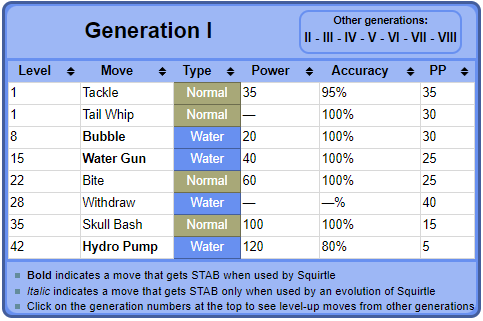 Generation I
Other generations:
II - III - IV - V - VI - VII - VIII
Level Move Type Power Accuracy PP
1 Tackle Normal 35 95% 35
1 Tail Whip Normal — 100% 30
8 Bubble Water 20 100% 30
15 Water Gun Water 40 100% 25
22 Bite Normal 60 100% 25
28 Withdraw Water — —% 40
35 Skull Bash Normal 100 100% 15
42 Hydro Pump Water 120 80% 5
Bold indicates a move that gets STAB when used by Squirtle
Italic indicates a move that gets STAB only when used by an evolution of Squirtle
Click on the generation numbers at the top to see level-up moves from other generations